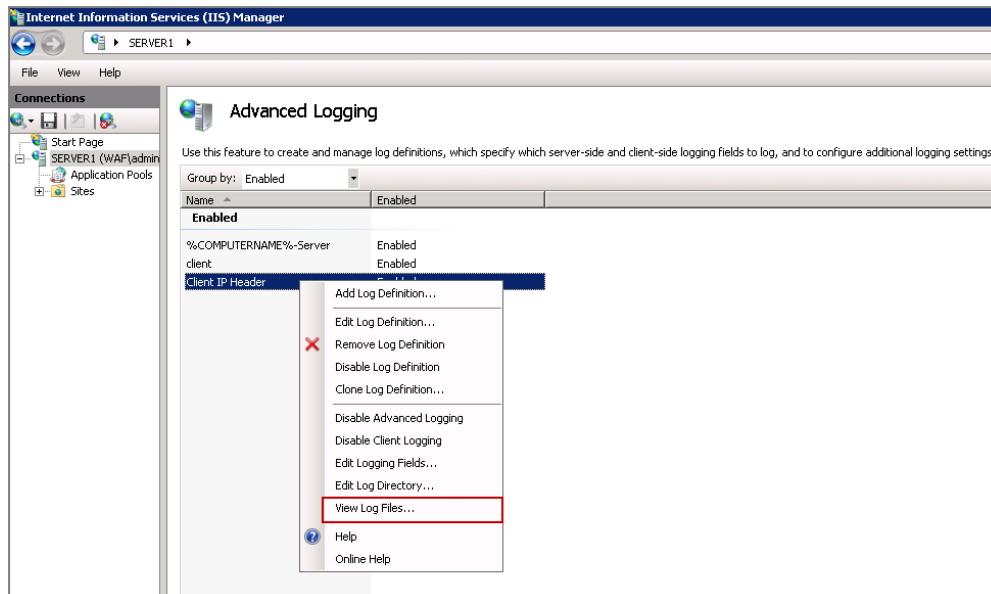 Internet Information Services (IIS) Manager
SERVER1
File View Help
Connections
Start Page
SERVER1 (WAF\admin
Application Pools
Sites
Advanced Logging
Use this feature to create and manage log definitions, which specify which server-side and client-side logging fields to log, and to configure additional logging settings
Group by: Enabled
Name Enabled
Enabled
%COMPUTERNAME%-Server Enabled
client Enabled
Client IP Header
Add Log Definition...
Edit Log Definition...
Remove Log Definition
Disable Log Definition
Clone Log Definition...
Disable Advanced Logging
Disable Client Logging
Edit Logging Fields...
Edit Log Directory...
View Log Files...
Help
Online Help